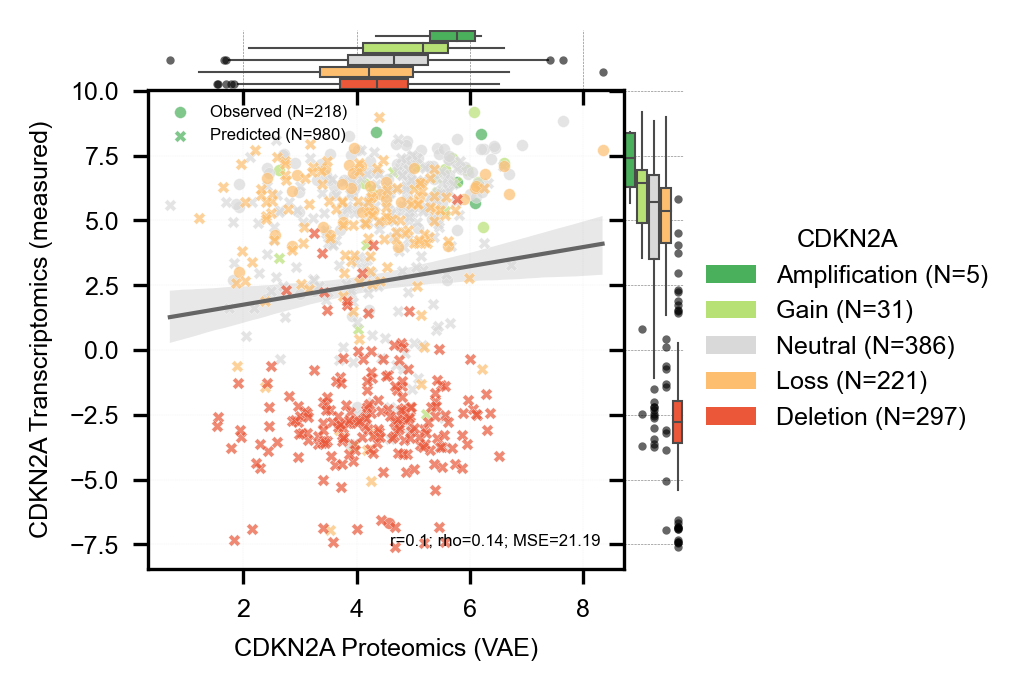 10.0
7.5
5.0
2.5
0.0
−2.5
−5.0
−7.5
CDKN2A Transcriptomics (measured)
Observed (N=218)
Predicted (N=980)
r=0.1; rho=0.14; MSE=21.19
2
4
6
8
CDKN2A Proteomics (VAE)
CDKN2A
Amplification (N=5)
Gain (N=31)
Neutral (N=386)
Loss (N=221)
Deletion (N=297)